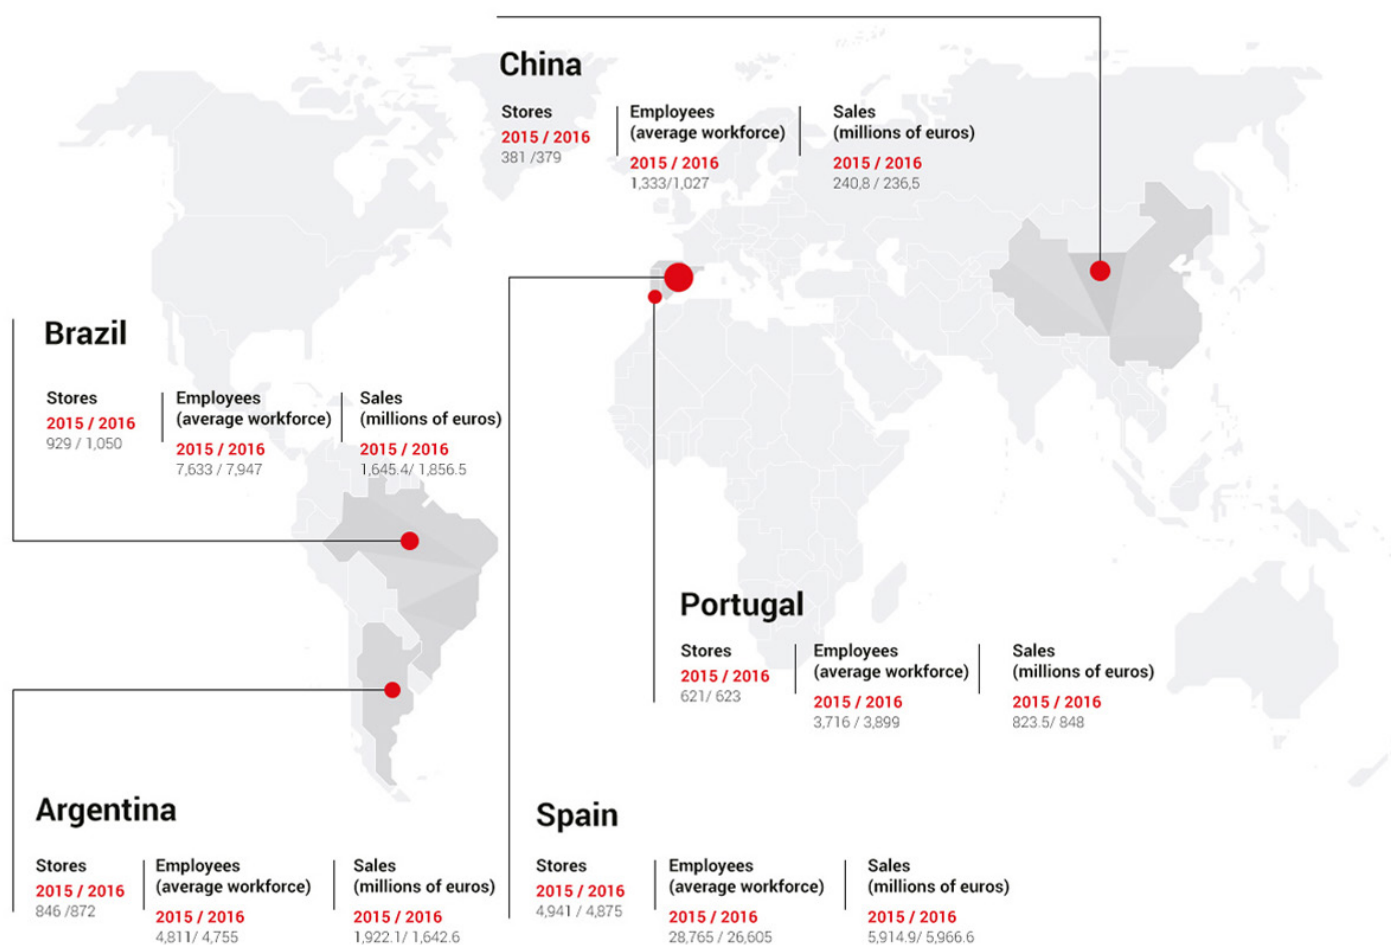 China
Stores
2015 / 2016
381 /379
Employees
(average workforce)
2015 / 2016
1,333/1,027
Sales
(millions of euros)
2015 / 2016
240,8 / 236,5
Brazil
Stores
2015 / 2016
929 / 1,050
Employees
(average workforce)
2015 / 2016
7,633 / 7,947
Sales
(millions of euros)
2015 / 2016
1,645.4/ 1,856.5
Portugal
Stores
2015 / 2016
621/ 623
Employees
(average workforce)
2015 / 2016
3,716 / 3,899
Sales
(millions of euros)
2015 / 2016
823.5/ 848
Argentina
Stores
2015 / 2016
846 /872
Employees
(average workforce)
2015 / 2016
4,811/ 4,755
Sales
(millions of euros)
2015 / 2016
1,922.1/ 1,642.6
Spain
Stores
2015 / 2016
4,941 / 4,875
Employees
(average workforce)
2015 / 2016
28,765 / 26,605
Sales
(millions of euros)
2015 / 2016
5,914.9/ 5,966.6